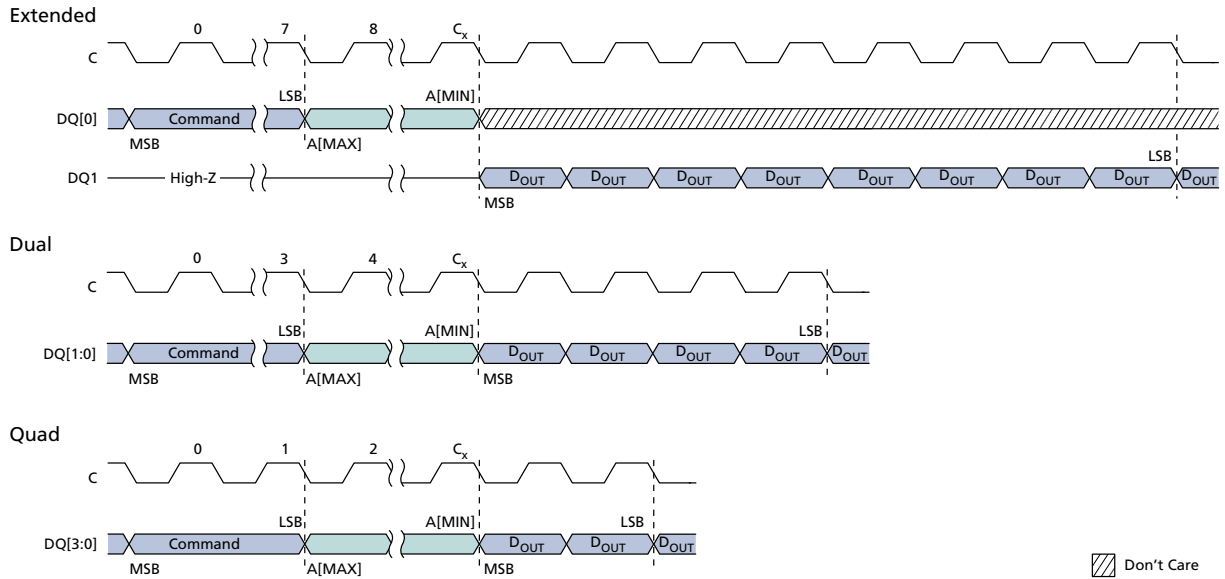 Extended
0 7 8 Cx
C
LSB A[MIN]
DQ[0] Command
MSB A[MAX]
LSB
DQ1 High-Z DOUT DOUT DOUT DOUT DOUT DOUT DOUT DOUT DOUT
MSB
Dual
0 3 4 Cx
C
LSB A[MIN] LSB
DQ[1:0] Command DOUT DOUT DOUT DOUT DOUT
MSB A[MAX] MSB
Quad
0 1 2 Cx
C
LSB A[MIN] LSB
DQ[3:0] Command DOUT DOUT DOUT
MSB A[MAX] MSB
Don't Care